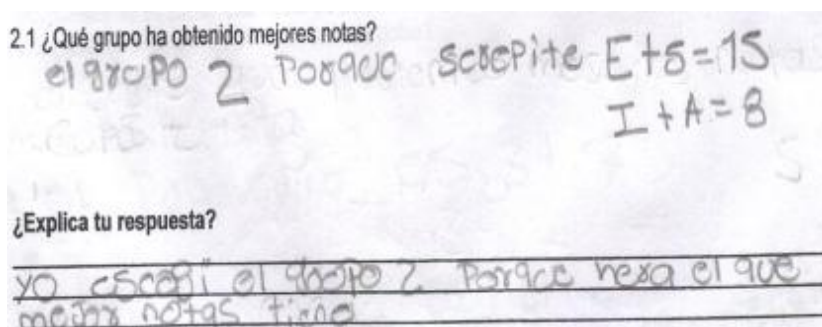 2.1 ¿Qué grupo ha obtenido mejores notas?
el grupo 2 Porque serepite E+S=15
I+A=8
¿Explica tu respuesta?
yo escogi el grupo 2 Porque hera el que
mejor notas tiene